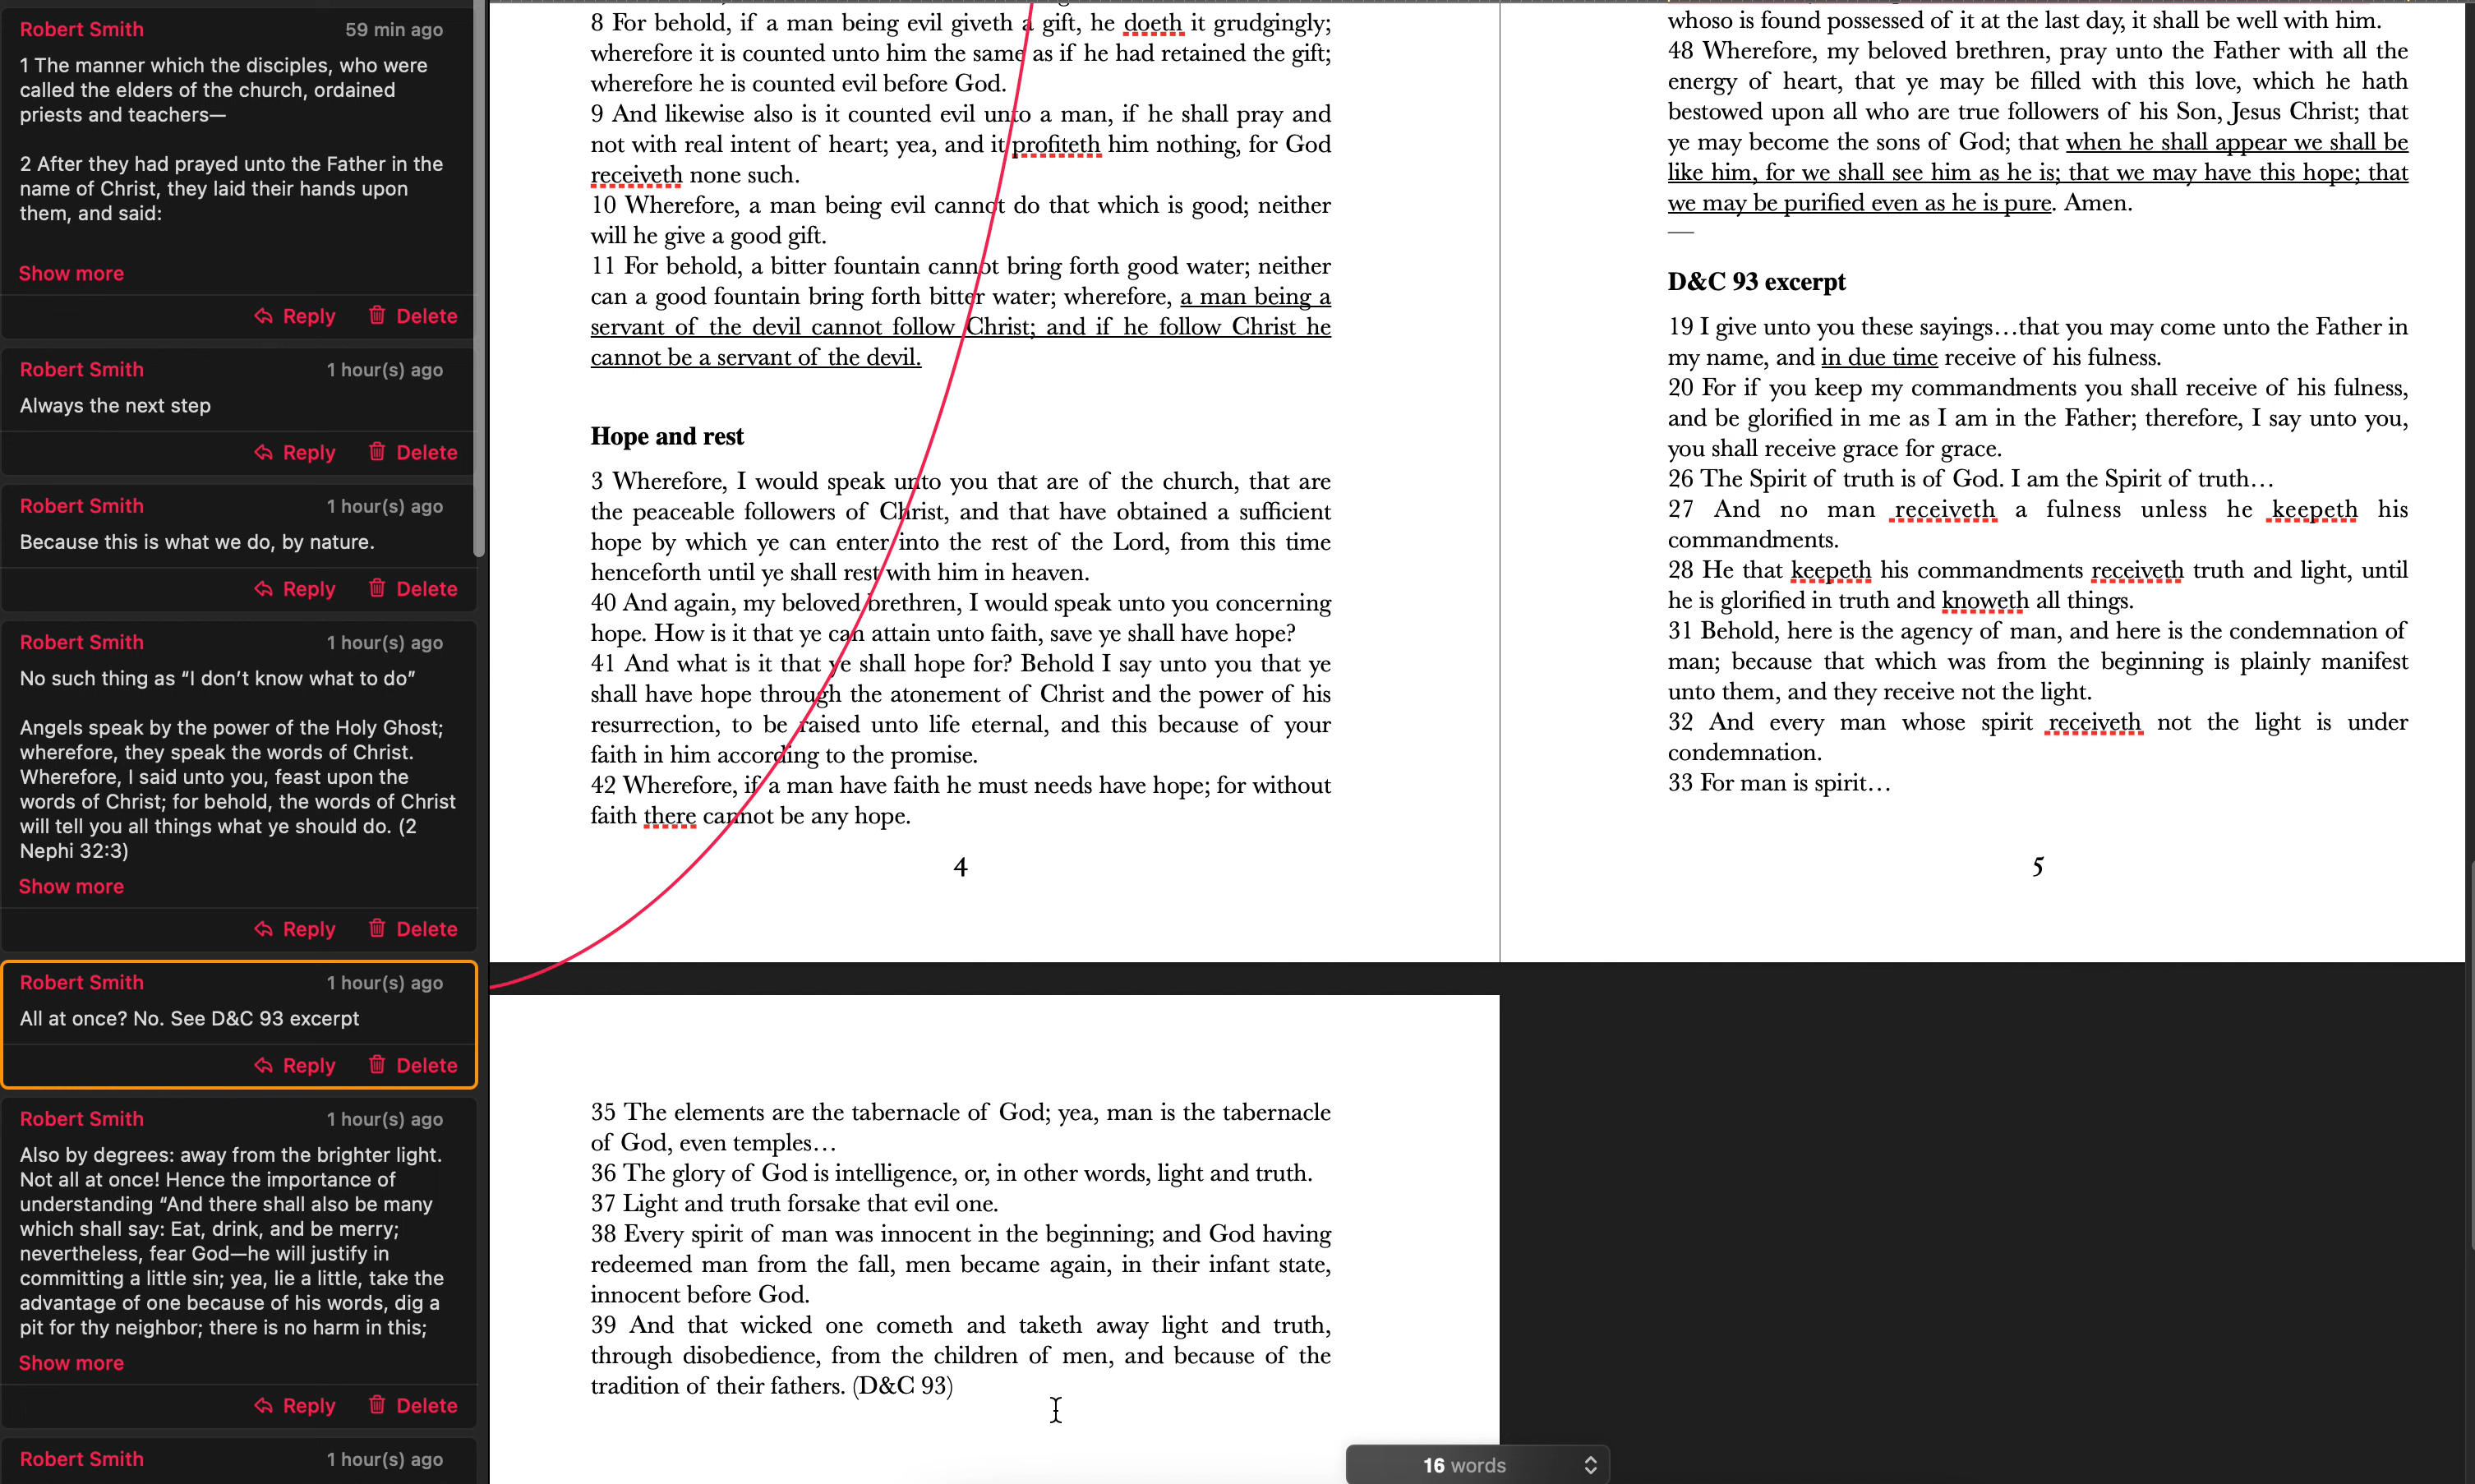 Robert Smith 59 min ago
1 The manner which the disciples, who were
called the elders of the church, ordained
priests and teachers—
2 After they had prayed unto the Father in the
name of Christ, they laid their hands upon
them, and said:
Show more
Reply Delete
Robert Smith 1 hour(s) ago
Always the next step
Reply Delete
Robert Smith 1 hour(s) ago
Because this is what we do, by nature.
Reply Delete
Robert Smith 1 hour(s) ago
No such thing as “I don’t know what to do”
Angels speak by the power of the Holy Ghost;
wherefore, they speak the words of Christ.
Wherefore, I said unto you, feast upon the
words of Christ; for behold, the words of Christ
will tell you all things what ye should do. (2
Nephi 32:3)
Show more
Reply Delete
Robert Smith 1 hour(s) ago
All at once? No. See D&C 93 excerpt
Reply Delete
Robert Smith 1 hour(s) ago
Also by degrees: away from the brighter light.
Not all at once! Hence the importance of
understanding “And there shall also be many
which shall say: Eat, drink, and be merry;
nevertheless, fear God—he will justify in
committing a little sin; yea, lie a little, take the
advantage of one because of his words, dig a
pit for thy neighbor; there is no harm in this;
Show more
Reply Delete
Robert Smith 1 hour(s) ago
8 For behold, if a man being evil giveth a gift, he doeth it grudgingly;
wherefore it is counted unto him the same as if he had retained the gift;
wherefore he is counted evil before God.
9 And likewise also is it counted evil unto a man, if he shall pray and
not with real intent of heart; yea, and it profiteth him nothing, for God
receiveth none such.
10 Wherefore, a man being evil cannot do that which is good; neither
will he give a good gift.
11 For behold, a bitter fountain cannot bring forth good water; neither
can a good fountain bring forth bitter water; wherefore, a man being a
servant of the devil cannot follow Christ; and if he follow Christ he
cannot be a servant of the devil.
Hope and rest
3 Wherefore, I would speak unto you that are of the church, that are
the peaceable followers of Christ, and that have obtained a sufficient
hope by which ye can enter into the rest of the Lord, from this time
henceforth until ye shall rest with him in heaven.
40 And again, my beloved brethren, I would speak unto you concerning
hope. How is it that ye can attain unto faith, save ye shall have hope?
41 And what is it that ye shall hope for? Behold I say unto you that ye
shall have hope through the atonement of Christ and the power of his
resurrection, to be raised unto life eternal, and this because of your
faith in him according to the promise.
42 Wherefore, if a man have faith he must needs have hope; for without
faith there cannot be any hope.
4
whoso is found possessed of it at the last day, it shall be well with him.
48 Wherefore, my beloved brethren, pray unto the Father with all the
energy of heart, that ye may be filled with this love, which he hath
bestowed upon all who are true followers of his Son, Jesus Christ; that
ye may become the sons of God; that when he shall appear we shall be
like him, for we shall see him as he is; that we may have this hope; that
we may be purified even as he is pure. Amen.
—
D&C 93 excerpt
19 I give unto you these sayings…that you may come unto the Father in
my name, and in due time receive of his fulness.
20 For if you keep my commandments you shall receive of his fulness,
and be glorified in me as I am in the Father; therefore, I say unto you,
you shall receive grace for grace.
26 The Spirit of truth is of God. I am the Spirit of truth…
27 And no man receiveth a fulness unless he keepeth his
commandments.
28 He that keepeth his commandments receiveth truth and light, until
he is glorified in truth and knoweth all things.
31 Behold, here is the agency of man, and here is the condemnation of
man; because that which was from the beginning is plainly manifest
unto them, and they receive not the light.
32 And every man whose spirit receiveth not the light is under
condemnation.
33 For man is spirit…
5
35 The elements are the tabernacle of God; yea, man is the tabernacle
of God, even temples…
36 The glory of God is intelligence, or, in other words, light and truth.
37 Light and truth forsake that evil one.
38 Every spirit of man was innocent in the beginning; and God having
redeemed man from the fall, men became again, in their infant state,
innocent before God.
39 And that wicked one cometh and taketh away light and truth,
through disobedience, from the children of men, and because of the
tradition of their fathers. (D&C 93)
16 words